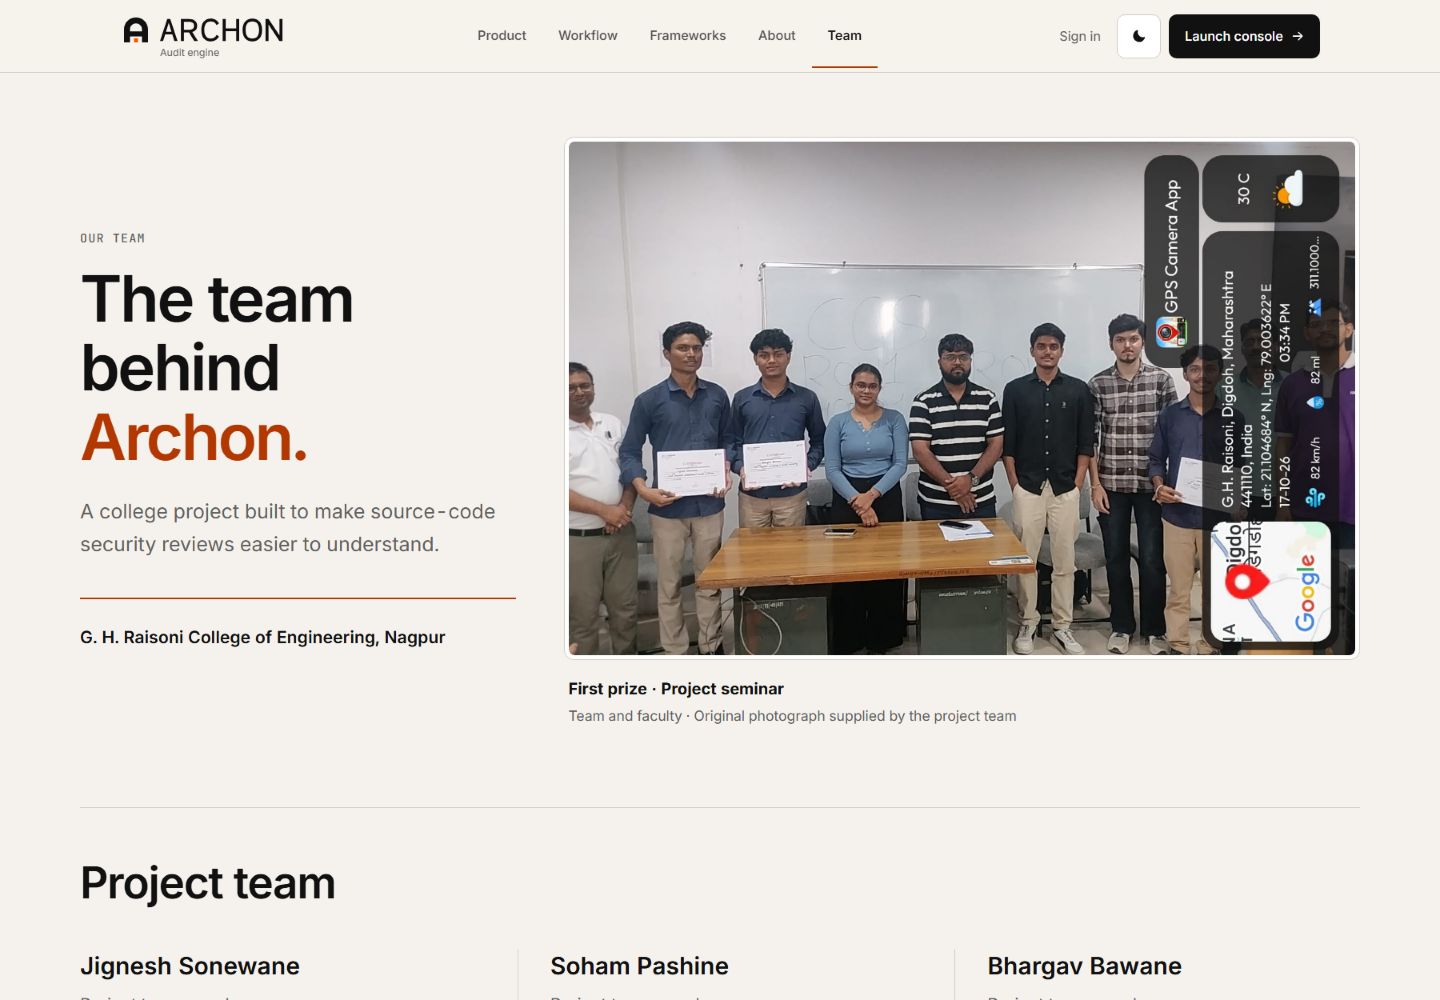 ARCHON
Audit engine
Product
Workflow
Frameworks
About
Team
Sign in
Launch console →
OUR TEAM
The team
behind
Archon.
A college project built to make source-code
security reviews easier to understand.
G. H. Raisoni College of Engineering, Nagpur
GPS Camera App
30 C
G.H. Raisoni, Digdoh, Maharashtra
441110, India
Lat: 21.104684° N, Lng: 79.003622° E
17-10-26 03:34 PM
82 km/h 82 ml 311.1000...
Google
First prize · Project seminar
Team and faculty · Original photograph supplied by the project team
Project team
Jignesh Sonewane
Soham Pashine
Bhargav Bawane